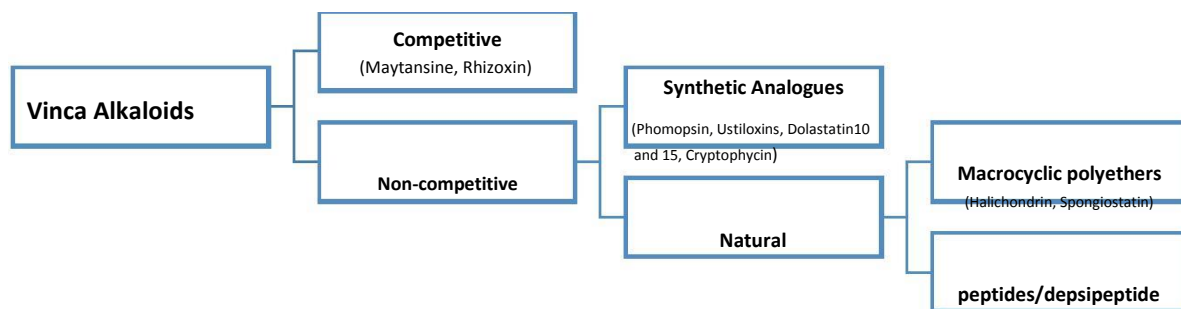 Vinca Alkaloids
Competitive
(Maytansine, Rhizoxin)
Non-competitive
Synthetic Analogues
(Phomopsin, Ustiloxins, Dolastatin10
and 15, Cryptophycin)
Natural
Macrocyclic polyethers
(Halichondrin, Spongiostatin)
peptides/depsipeptide